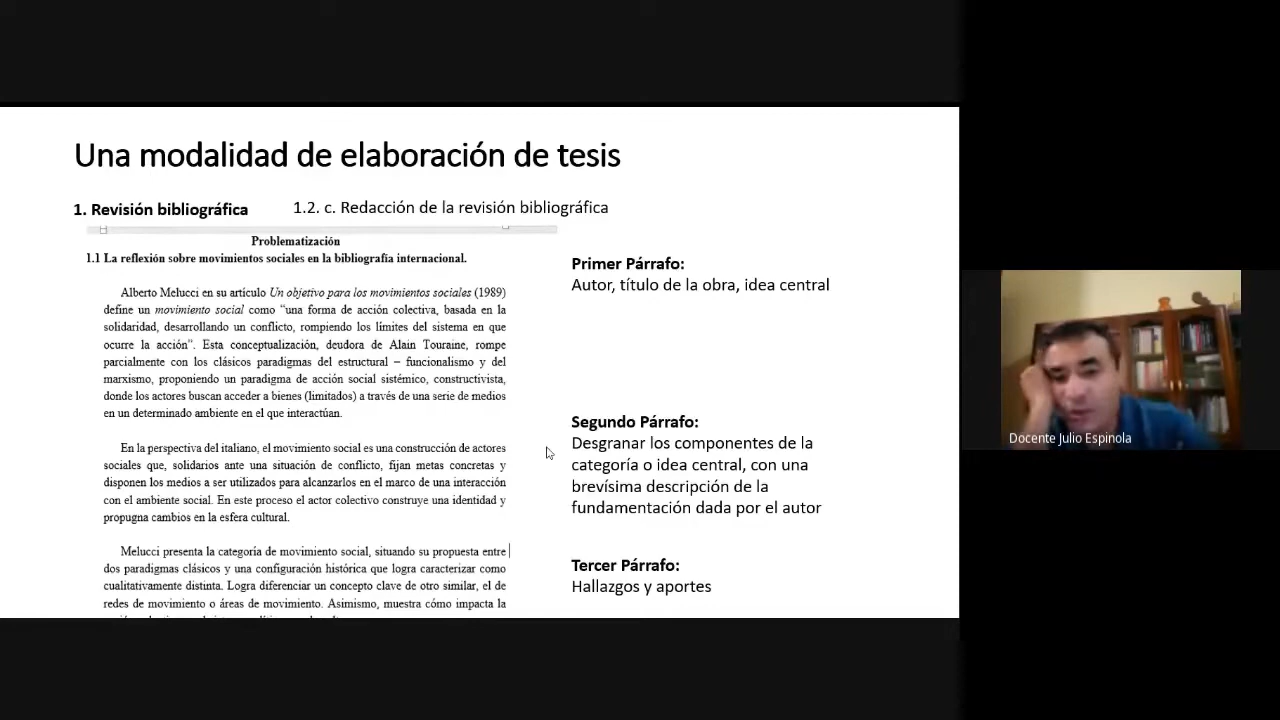 Una modalidad de elaboración de tesis
1. Revisión bibliográfica
1.2. c. Redacción de la revisión bibliográfica
Problematización
1.1 La reflexión sobre movimientos sociales en la bibliografía internacional.
Alberto Melucci en su artículo Un objetivo para los movimientos sociales (1989)
define un movimiento social como “una forma de acción colectiva, basada en la
solidaridad, desarrollando un conflicto, rompiendo los límites del sistema en que
ocurre la acción”. Esta conceptualización, deudora de Alain Touraine, rompe
parcialmente con los clásicos paradigmas del estructural – funcionalismo y del
marxismo, proponiendo un paradigma de acción social sistémico, constructivista,
donde los actores buscan acceder a bienes (limitados) a través de una serie de medios
en un determinado ambiente en el que interactúan.
En la perspectiva del italiano, el movimiento social es una construcción de actores
sociales que, solidarios ante una situación de conflicto, fijan metas concretas y
disponen los medios a ser utilizados para alcanzarlos en el marco de una interacción
con el ambiente social. En este proceso el actor colectivo construye una identidad y
propugna cambios en la esfera cultural.
Melucci presenta la categoría de movimiento social, situando su propuesta entre
dos paradigmas clásicos y una configuración histórica que logra caracterizar como
cualitativamente distinta. Logra diferenciar un concepto clave de otro similar, el de
redes de movimiento o áreas de movimiento. Asimismo, muestra cómo impacta la
Primer Párrafo:
Autor, título de la obra, idea central
Segundo Párrafo:
Desgranar los componentes de la
categoría o idea central, con una
brevísima descripción de la
fundamentación dada por el autor
Tercer Párrafo:
Hallazgos y aportes
Docente Julio Espinola